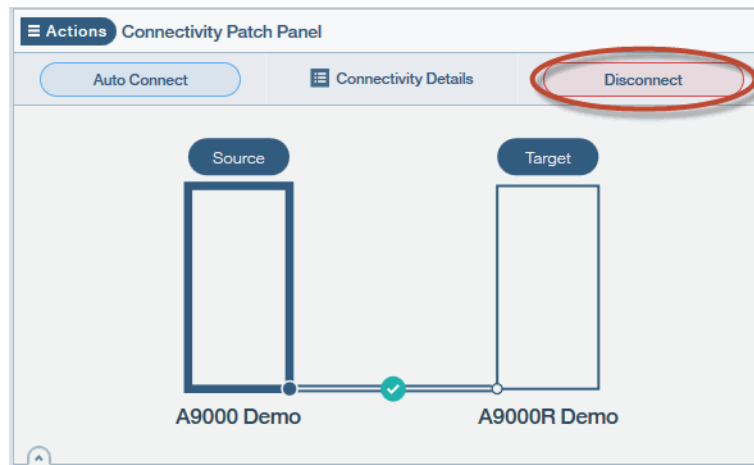 Actions Connectivity Patch Panel
Auto Connect Connectivity Details Disconnect
Source Target
A9000 Demo A9000R Demo